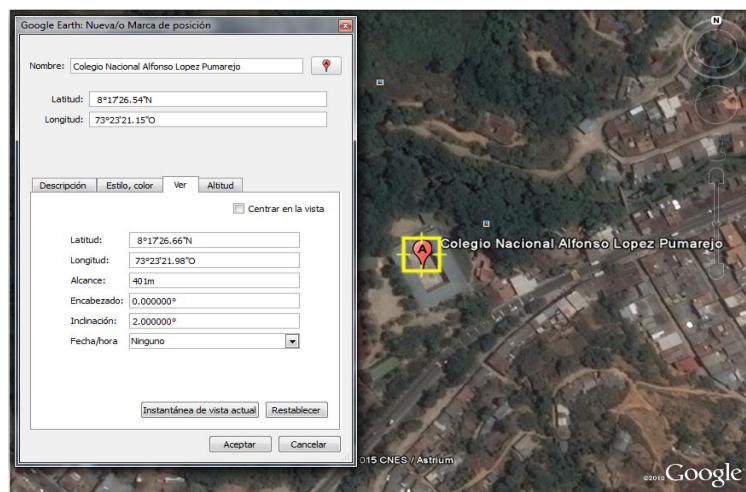 Google Earth: Nueva/o Marca de posición
Nombre: Colegio Nacional Alfonso Lopez Pumarejo
Latitud: 8°17'26.54"N
Longitud: 73°23'21.15"O
Descripción Estilo, color Ver Altitud
Centrar en la vista
Latitud: 8°17'26.66"N
Longitud: 73°23'21.98"O
Alcance: 401m
Encabezado: 0.000000°
Inclinación: 2.000000°
Fecha/hora Ninguno
Instantánea de vista actual Restablecer
Aceptar Cancelar
N
A
Colegio Nacional Alfonso Lopez Pumarejo
015 CNES / Astrium
©2010 Google